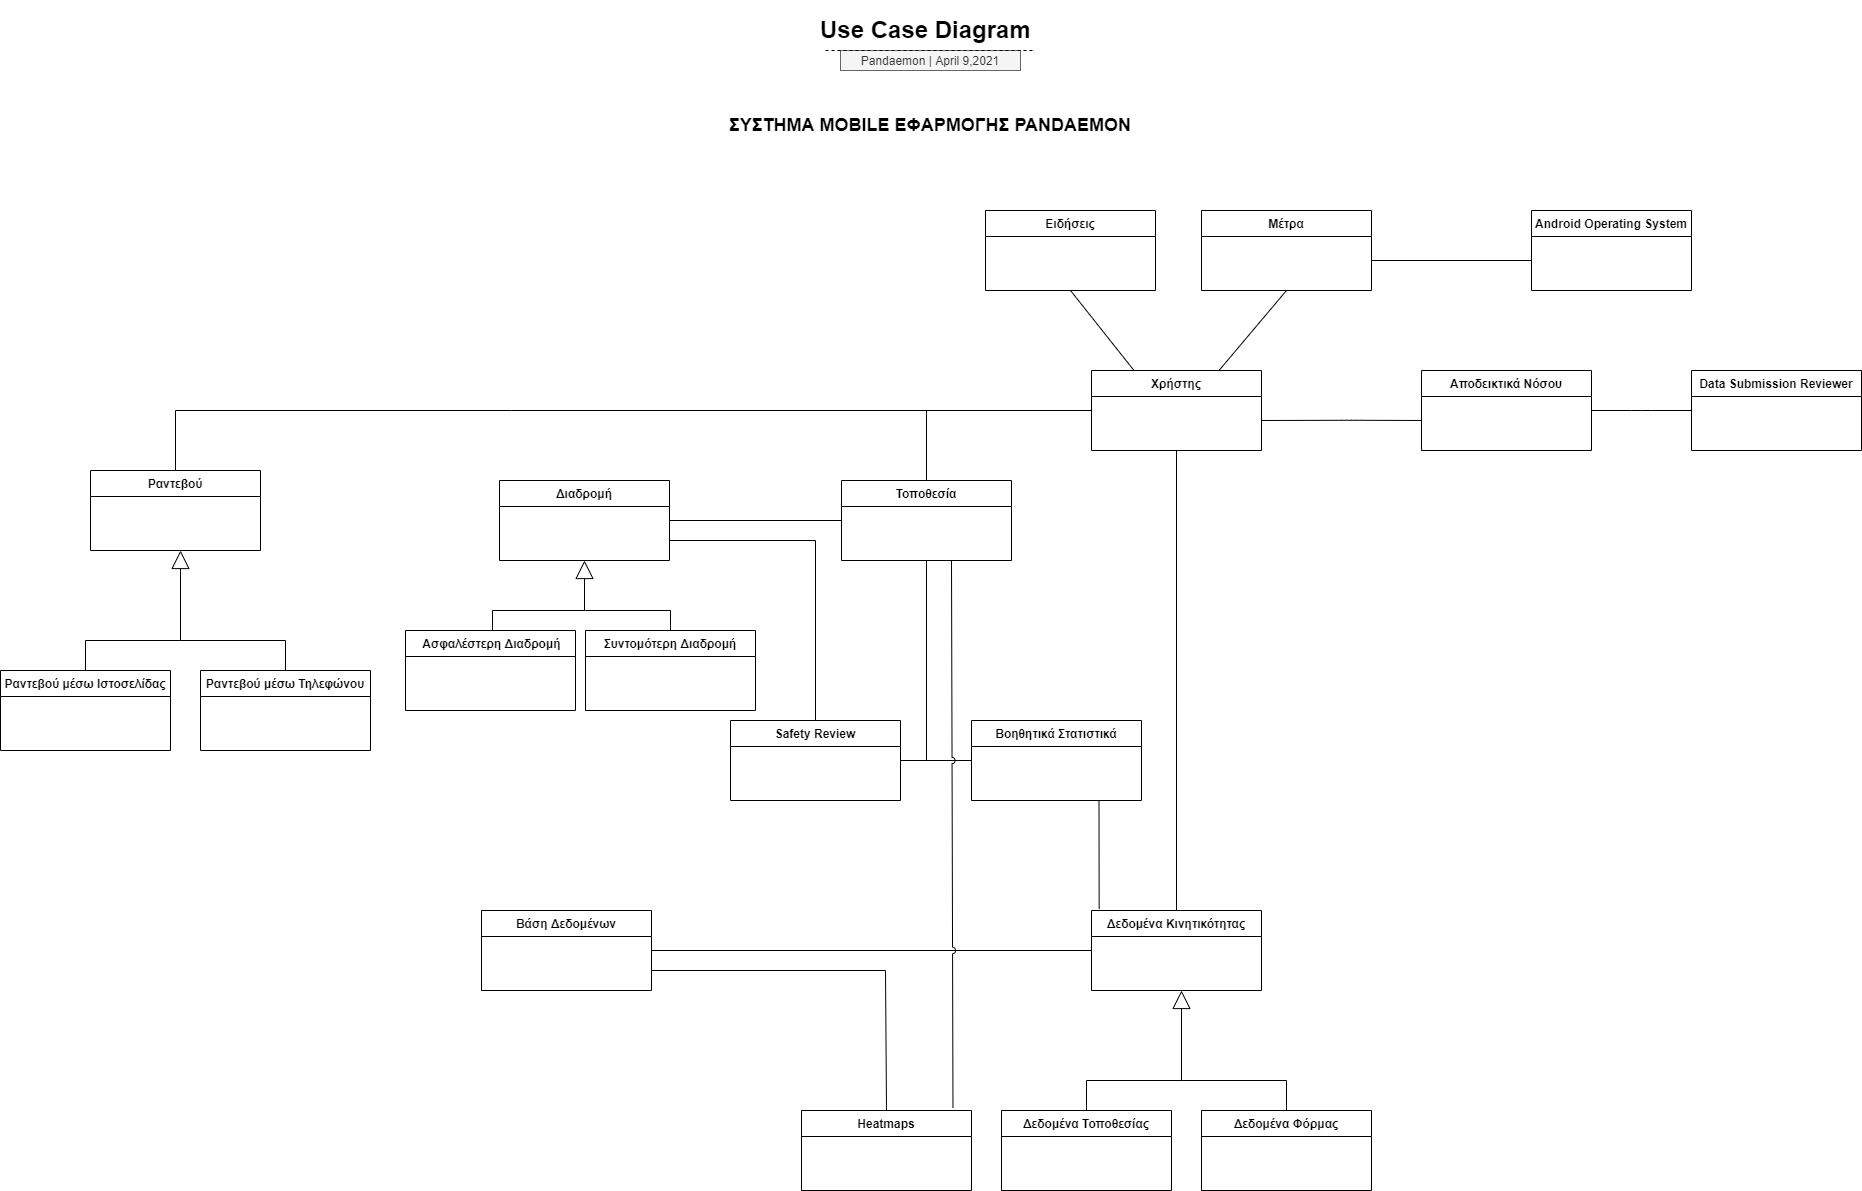 Use Case Diagram
Pandaemon | April 9,2021
ΣΥΣΤΗΜΑ MOBILE ΕΦΑΡΜΟΓΗΣ PANDAEMON
Ειδήσεις
Μέτρα
Android Operating System
Χρήστης
Αποδεικτικά Νόσου
Data Submission Reviewer
Ραντεβού
Διαδρομή
Τοποθεσία
Ασφαλέστερη Διαδρομή
Συντομότερη Διαδρομή
Ραντεβού μέσω Ιστοσελίδας
Ραντεβού μέσω Τηλεφώνου
Safety Review
Βοηθητικά Στατιστικά
Βάση Δεδομένων
Δεδομένα Κινητικότητας
Heatmaps
Δεδομένα Τοποθεσίας
Δεδομένα Φόρμας